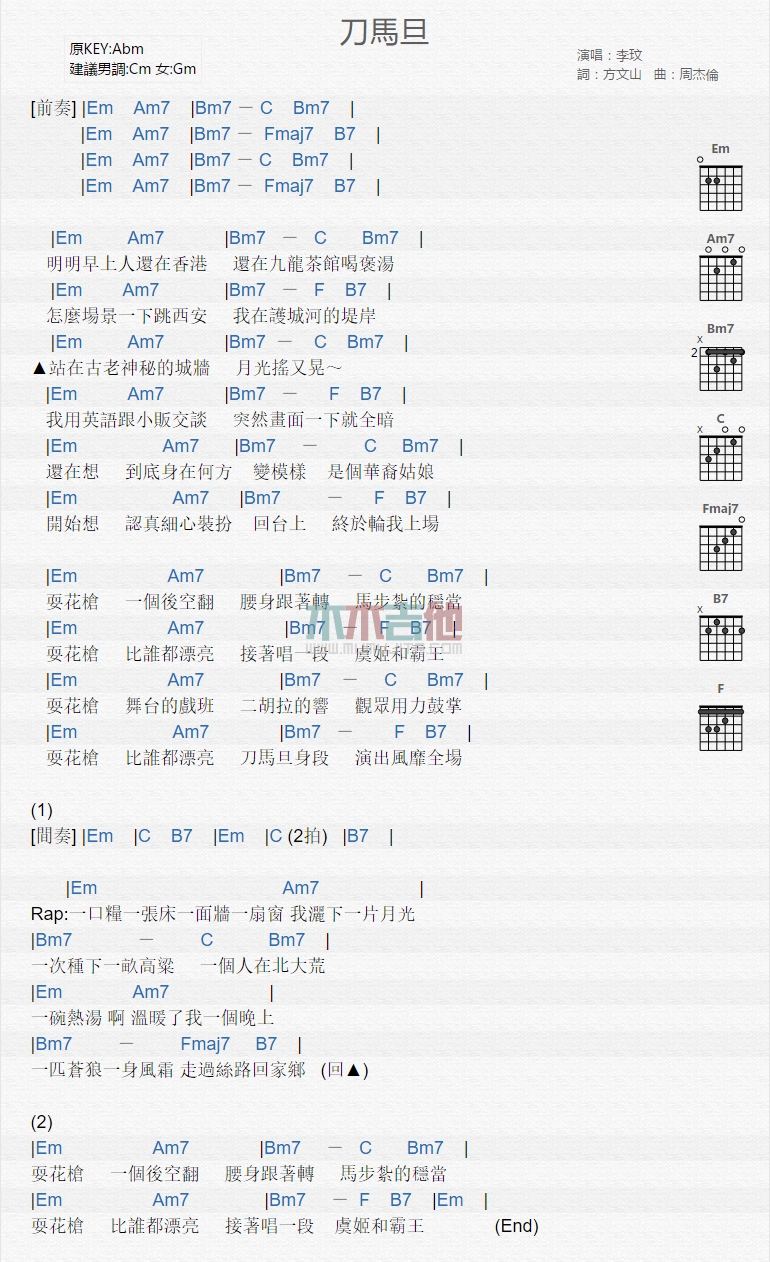 刀馬旦
原KEY:Abm
建議男調:Cm 女:Gm
演唱：李玟
詞：方文山　曲：周杰倫
[前奏] |Em Am7 |Bm7 － C Bm7 |
|Em Am7 |Bm7 － Fmaj7 B7 |
|Em Am7 |Bm7 － C Bm7 |
|Em Am7 |Bm7 － Fmaj7 B7 |
|Em Am7 |Bm7 － C Bm7 |
明明早上人還在香港 還在九龍茶館喝褒湯
|Em Am7 |Bm7 － F B7 |
怎麼場景一下跳西安 我在護城河的堤岸
|Em Am7 |Bm7 － C Bm7 |
▲站在古老神秘的城牆 月光搖又晃～
|Em Am7 |Bm7 － F B7 |
我用英語跟小販交談 突然畫面一下就全暗
|Em Am7 |Bm7 － C Bm7 |
還在想 到底身在何方 變模樣 是個華裔姑娘
|Em Am7 |Bm7 － F B7 |
開始想 認真細心裝扮 回台上 終於輪我上場
|Em Am7 |Bm7 － C Bm7 |
耍花槍 一個後空翻 腰身跟著轉 馬步紮的穩當
|Em Am7 |Bm7 － F B7 |
耍花槍 比誰都漂亮 接著唱一段 虞姬和霸王
|Em Am7 |Bm7 － C Bm7 |
耍花槍 舞台的戲班 二胡拉的響 觀眾用力鼓掌
|Em Am7 |Bm7 － F B7 |
耍花槍 比誰都漂亮 刀馬旦身段 演出風靡全場
(1)
[間奏] |Em |C B7 |Em |C (2拍) |B7 |
|Em Am7 |
Rap:一口糧一張床一面牆一扇窗 我灑下一片月光
|Bm7 － C Bm7 |
一次種下一畝高粱 一個人在北大荒
|Em Am7 |
一碗熱湯 啊 溫暖了我一個晚上
|Bm7 － Fmaj7 B7 |
一匹蒼狼一身風霜 走過絲路回家鄉 (回▲)
(2)
|Em Am7 |Bm7 － C Bm7 |
耍花槍 一個後空翻 腰身跟著轉 馬步紮的穩當
|Em Am7 |Bm7 － F B7 |Em |
耍花槍 比誰都漂亮 接著唱一段 虞姬和霸王 (End)
Em
Am7
Bm7
x
2
C
x
Fmaj7
B7
x
F
木木吉他